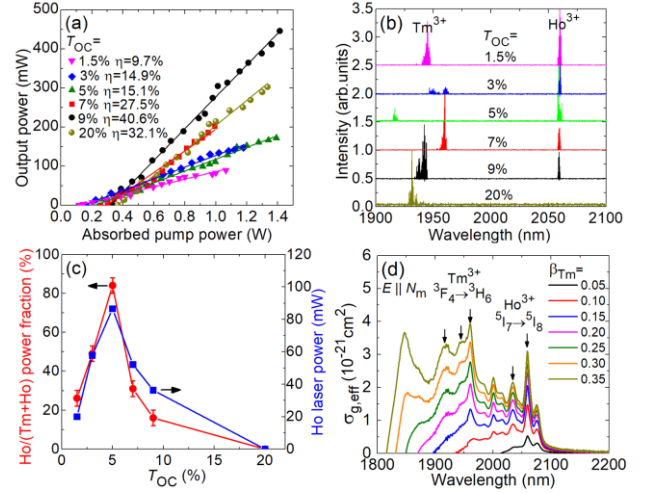 (a)
500
400
300
200
100
0
Output power (mW)
T_OC=
1.5% η=9.7%
3% η=14.9%
5% η=15.1%
7% η=27.5%
9% η=40.6%
20% η=32.1%
0.0 0.2 0.4 0.6 0.8 1.0 1.2 1.4
Absorbed pump power (W)
(b)
Tm³⁺ Ho³⁺
T_OC=
1.5%
3%
5%
7%
9%
20%
3.5
3.0
2.5
2.0
1.5
1.0
0.5
0.0
Intensity (arb.units)
1900 1950 2000 2050 2100
Wavelength (nm)
(c)
100
80
60
40
20
0
Ho/(Tm+Ho) power fraction (%)
120
100
80
60
40
20
0
Ho laser power (mW)
0 5 10 15 20
T_OC (%)
(d)
E || N_m
Tm³⁺
³F₄→³H₆
Ho³⁺
⁵I₇→⁵I₈
β_Tm=
0.05
0.10
0.15
0.20
0.25
0.30
0.35
6
5
4
3
2
1
0
σ_g,eff (10⁻²¹cm²)
1800 1900 2000 2100 2200
Wavelength (nm)